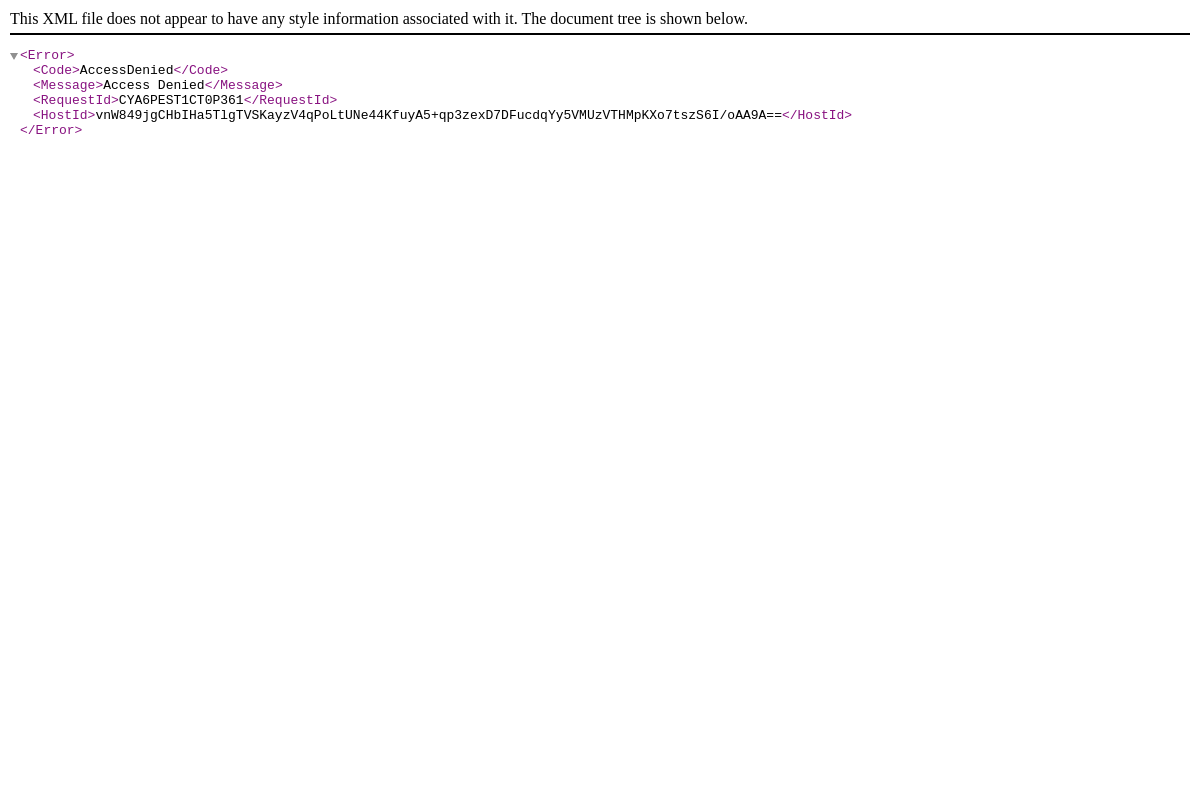 This XML file does not appear to have any style information associated with it. The document tree is shown below.
<Error>
<Code>AccessDenied</Code>
<Message>Access Denied</Message>
<RequestId>CYA6PEST1CT0P361</RequestId>
<HostId>vnW849jgCHbIHa5TlgTVSKayzV4qPoLtUNe44KfuyA5+qp3zexD7DFucdqYy5VMUzVTHMpKXo7tszS6I/oAA9A==</HostId>
</Error>